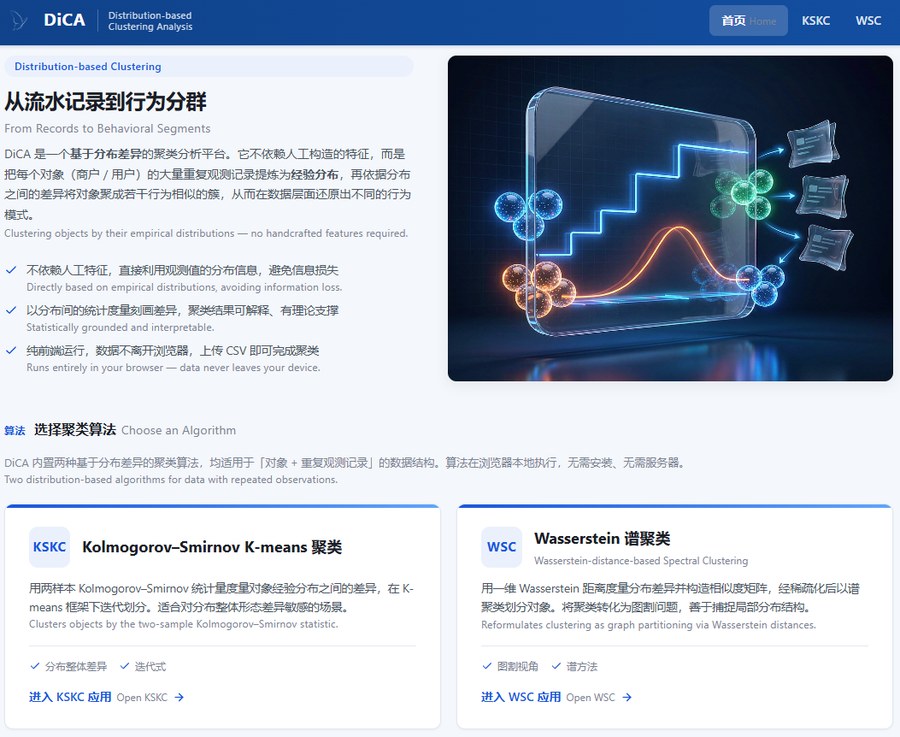 DiCA
Distribution-based
Clustering Analysis
首页 Home
KSKC
WSC
Distribution-based Clustering
从流水记录到行为分群
From Records to Behavioral Segments
DiCA 是一个基于分布差异的聚类分析平台。它不依赖人工构造的特征，而是
把每个对象（商户 / 用户）的大量重复观测记录提炼为经验分布，再依据分布
之间的差异将对象聚成若干行为相似的簇，从而在数据层面还原出不同的行为
模式。
Clustering objects by their empirical distributions — no handcrafted features required.
不依赖人工特征，直接利用观测值的分布信息，避免信息损失
Directly based on empirical distributions, avoiding information loss.
以分布间的统计度量刻画差异，聚类结果可解释、有理论支撑
Statistically grounded and interpretable.
纯前端运行，数据不离开浏览器，上传 CSV 即可完成聚类
Runs entirely in your browser — data never leaves your device.
算法 选择聚类算法 Choose an Algorithm
DiCA 内置两种基于分布差异的聚类算法，均适用于「对象 + 重复观测记录」的数据结构。算法在浏览器本地执行，无需安装、无需服务器。
Two distribution-based algorithms for data with repeated observations.
KSKC
Kolmogorov–Smirnov K-means 聚类
用两样本 Kolmogorov–Smirnov 统计量度量对象经验分布之间的差异，在 K-
means 框架下迭代划分。适合对分布整体形态差异敏感的场景。
Clusters objects by the two-sample Kolmogorov–Smirnov statistic.
分布整体差异 迭代式
进入 KSKC 应用 Open KSKC →
WSC
Wasserstein 谱聚类
Wasserstein-distance-based Spectral Clustering
用一维 Wasserstein 距离度量分布差异并构造相似度矩阵，经稀疏化后以谱
聚类划分对象。将聚类转化为图割问题，善于捕捉局部分布结构。
Reformulates clustering as graph partitioning via Wasserstein distances.
图割视角 谱方法
进入 WSC 应用 Open WSC →